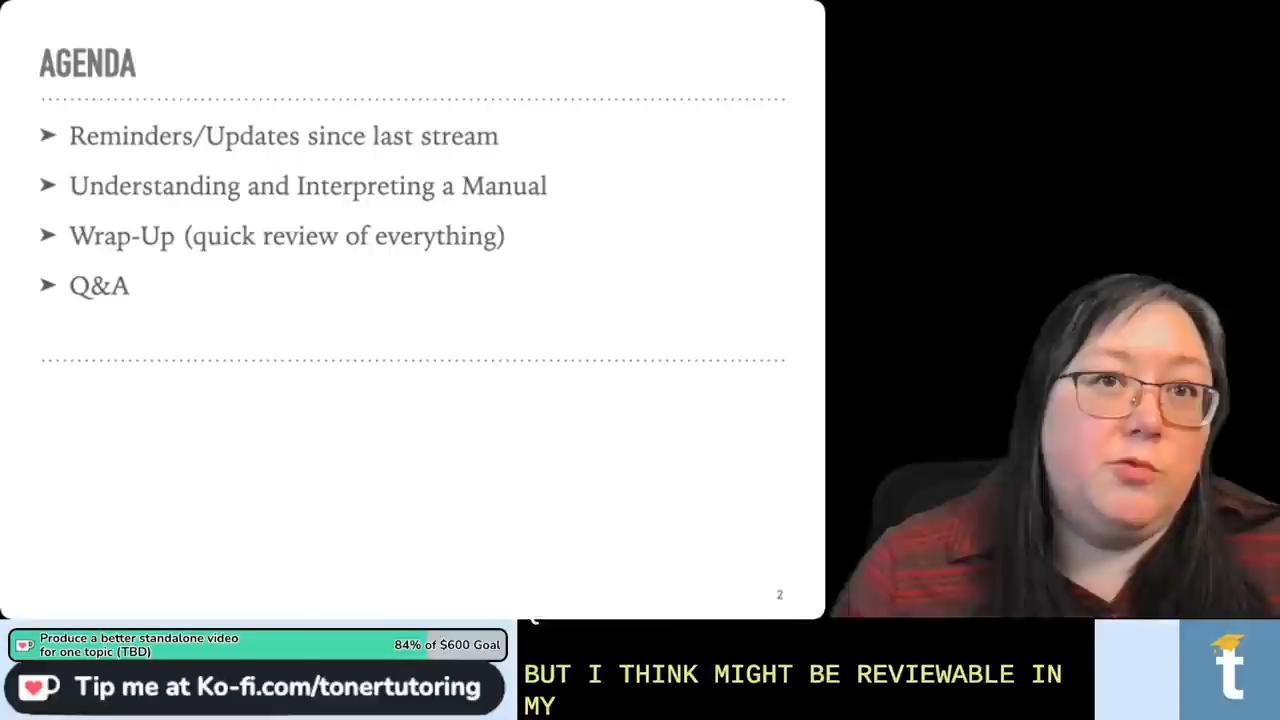 AGENDA
➤ Reminders/Updates since last stream
➤ Understanding and Interpreting a Manual
➤ Wrap-Up (quick review of everything)
➤ Q&A
2
Produce a better standalone video
for one topic (TBD)
84% of $600 Goal
Tip me at Ko-fi.com/tonertutoring
BUT I THINK MIGHT BE REVIEWABLE IN
MY
t